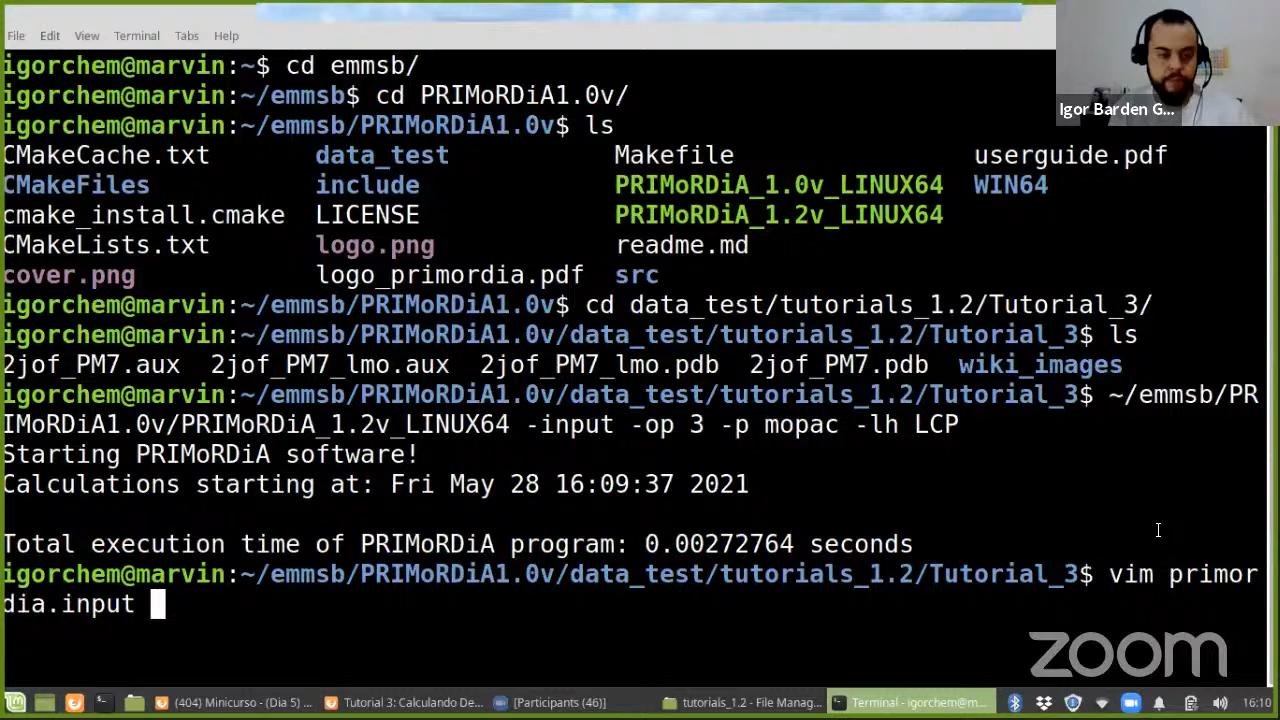 File Edit View Terminal Tabs Help
igorchem@marvin:~$ cd emmsb/
igorchem@marvin:~/emmsb$ cd PRIMoRDiA1.0v/
igorchem@marvin:~/emmsb/PRIMoRDiA1.0v$ ls
CMakeCache.txt data_test Makefile userguide.pdf
CMakeFiles include PRIMoRDiA_1.0v_LINUX64 WIN64
cmake_install.cmake LICENSE PRIMoRDiA_1.2v_LINUX64
CMakeLists.txt logo.png readme.md
cover.png logo_primordia.pdf src
igorchem@marvin:~/emmsb/PRIMoRDiA1.0v$ cd data_test/tutorials_1.2/Tutorial_3/
igorchem@marvin:~/emmsb/PRIMoRDiA1.0v/data_test/tutorials_1.2/Tutorial_3$ ls
2jof_PM7.aux 2jof_PM7_lmo.aux 2jof_PM7_lmo.pdb 2jof_PM7.pdb wiki_images
igorchem@marvin:~/emmsb/PRIMoRDiA1.0v/data_test/tutorials_1.2/Tutorial_3$ ~/emmsb/PR
IMoRDiA1.0v/PRIMoRDiA_1.2v_LINUX64 -input -op 3 -p mopac -lh LCP
Starting PRIMoRDiA software!
Calculations starting at: Fri May 28 16:09:37 2021
Total execution time of PRIMoRDiA program: 0.00272764 seconds
igorchem@marvin:~/emmsb/PRIMoRDiA1.0v/data_test/tutorials_1.2/Tutorial_3$ vim primor
dia.input
Igor Barden G...
zoom
(404) Minicurso - (Dia 5) ... Tutorial 3: Calculando De... [Participants (46)] tutorials_1.2 - File Manag... Terminal - igorchem@m... 16:10